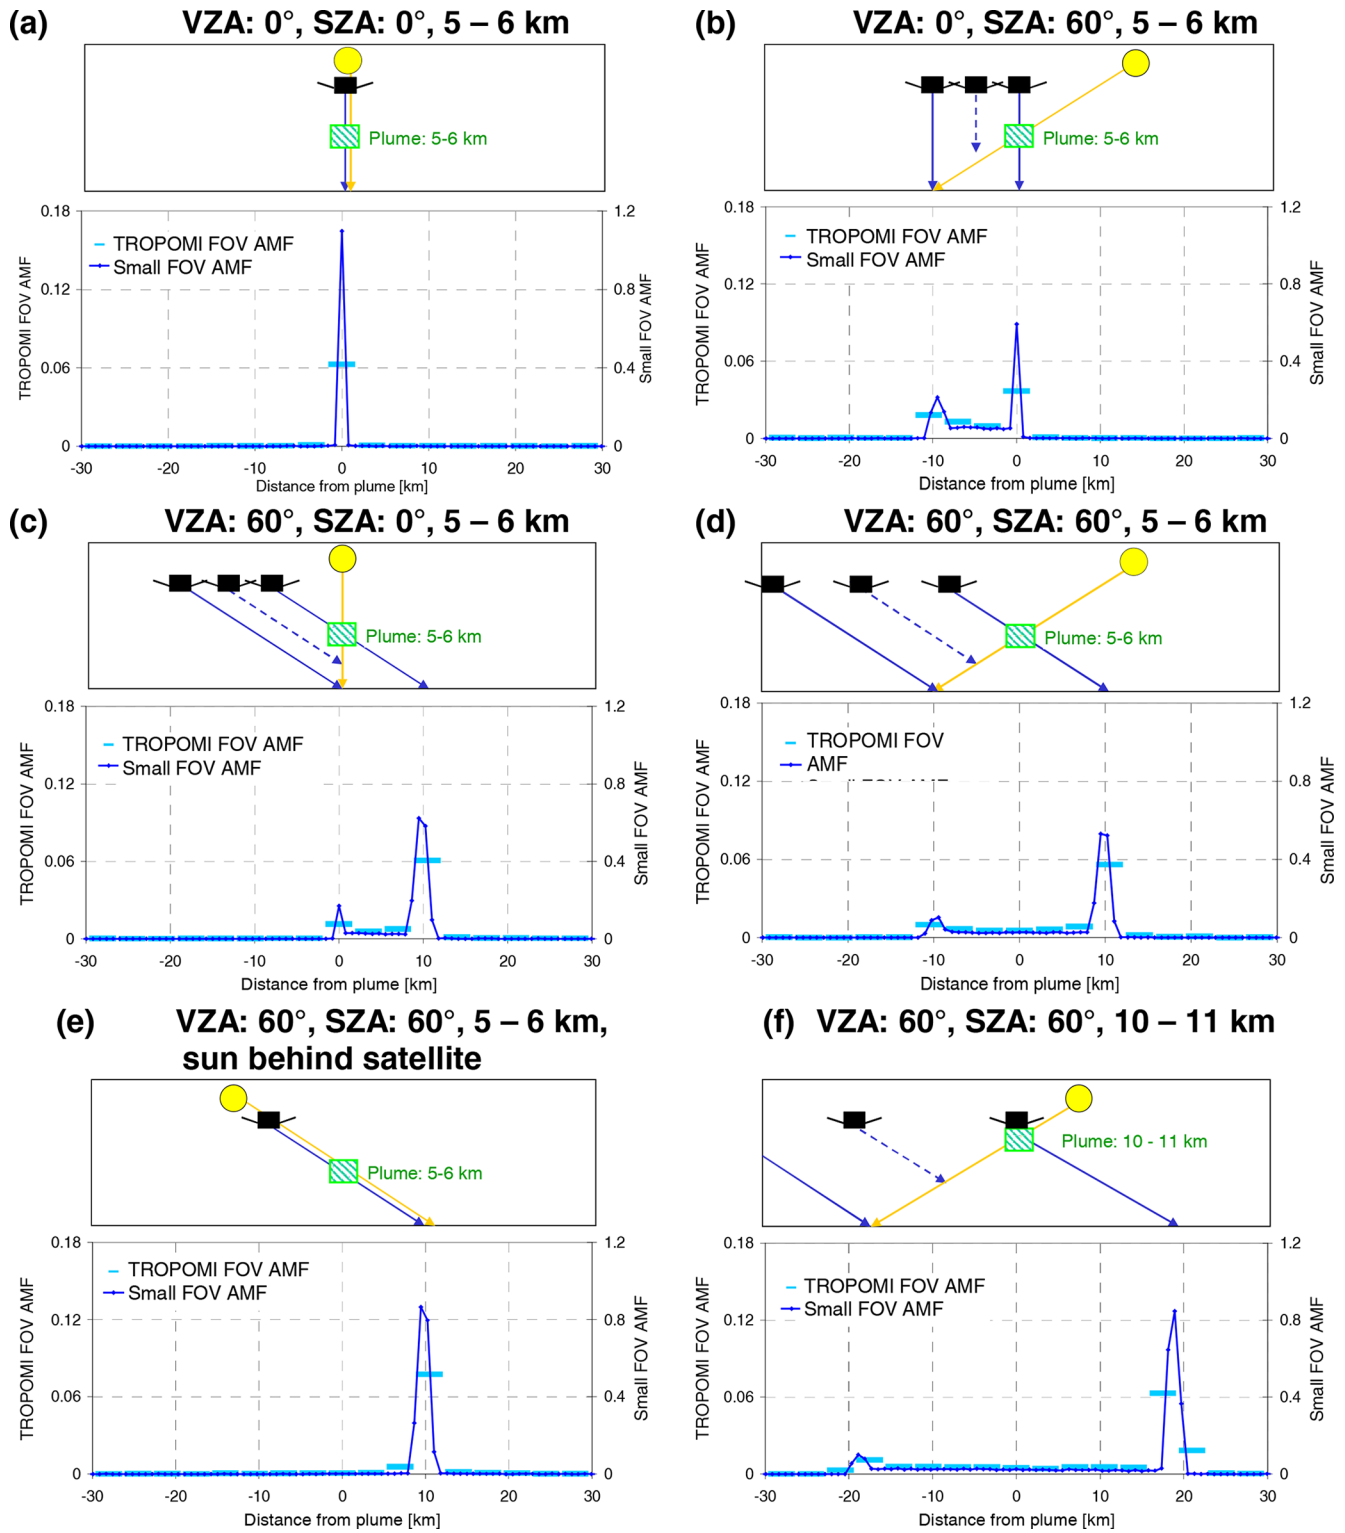 (a) VZA: 0°, SZA: 0°, 5 – 6 km
Plume: 5-6 km
0.18
0.12
0.06
0
1.2
0.8
0.4
0
TROPOMI FOV AMF
Small FOV AMF
TROPOMI FOV AMF
Small FOV AMF
-30 -20 -10 0 10 20 30
Distance from plume [km]
(b) VZA: 0°, SZA: 60°, 5 – 6 km
Plume: 5-6 km
0.18
0.12
0.06
0
1.2
0.8
0.4
0
TROPOMI FOV AMF
Small FOV AMF
TROPOMI FOV AMF
Small FOV AMF
-30 -20 -10 0 10 20 30
Distance from plume [km]
(c) VZA: 60°, SZA: 0°, 5 – 6 km
Plume: 5-6 km
0.18
0.12
0.06
0
1.2
0.8
0.4
0
TROPOMI FOV AMF
Small FOV AMF
TROPOMI FOV AMF
Small FOV AMF
-30 -20 -10 0 10 20 30
Distance from plume [km]
(d) VZA: 60°, SZA: 60°, 5 – 6 km
Plume: 5-6 km
0.18
0.12
0.06
0
1.2
0.8
0.4
0
TROPOMI FOV AMF
Small FOV AMF
TROPOMI FOV
AMF
-30 -20 -10 0 10 20 30
Distance from plume [km]
(e) VZA: 60°, SZA: 60°, 5 – 6 km,
sun behind satellite
Plume: 5-6 km
0.18
0.12
0.06
0
1.2
0.8
0.4
0
TROPOMI FOV AMF
Small FOV AMF
TROPOMI FOV AMF
Small FOV AMF
-30 -20 -10 0 10 20 30
Distance from plume [km]
(f) VZA: 60°, SZA: 60°, 10 – 11 km
Plume: 10 - 11 km
0.18
0.12
0.06
0
1.2
0.8
0.4
0
TROPOMI FOV AMF
Small FOV AMF
TROPOMI FOV AMF
Small FOV AMF
-30 -20 -10 0 10 20 30
Distance from plume [km]